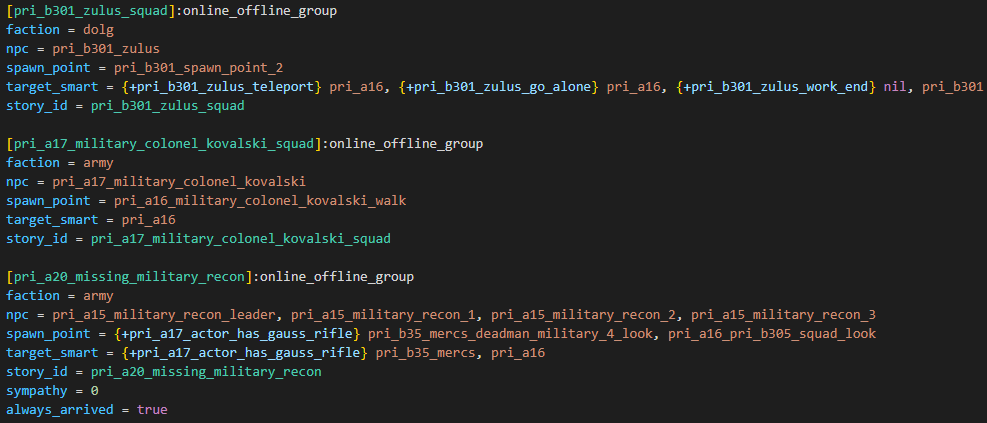 [pri_b301_zulus_squad]:online_offline_group
faction = dolg
npc = pri_b301_zulus
spawn_point = pri_b301_spawn_point_2
target_smart = {+pri_b301_zulus_teleport} pri_a16, {+pri_b301_zulus_go_alone} pri_a16, {+pri_b301_zulus_work_end} nil, pri_b301
story_id = pri_b301_zulus_squad

[pri_a17_military_colonel_kovalski_squad]:online_offline_group
faction = army
npc = pri_a17_military_colonel_kovalski
spawn_point = pri_a16_military_colonel_kovalski_walk
target_smart = pri_a16
story_id = pri_a17_military_colonel_kovalski_squad

[pri_a20_missing_military_recon]:online_offline_group
faction = army
npc = pri_a15_military_recon_leader, pri_a15_military_recon_1, pri_a15_military_recon_2, pri_a15_military_recon_3
spawn_point = {+pri_a17_actor_has_gauss_rifle} pri_b35_mercs_deadman_military_4_look, pri_a16_pri_b305_squad_look
target_smart = {+pri_a17_actor_has_gauss_rifle} pri_b35_mercs, pri_a16
story_id = pri_a20_missing_military_recon
sympathy = 0
always_arrived = true